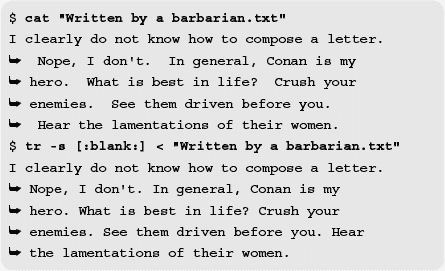 $ cat "Written by a barbarian.txt"
I clearly do not know how to compose a letter.
➥  Nope, I don't.  In general, Conan is my
➥ hero.  What is best in life?  Crush your
➥ enemies.  See them driven before you.
➥  Hear the lamentations of their women.
$ tr -s [:blank:] < "Written by a barbarian.txt"
I clearly do not know how to compose a letter.
➥ Nope, I don't. In general, Conan is my
➥ hero. What is best in life? Crush your
➥ enemies. See them driven before you. Hear
➥ the lamentations of their women.